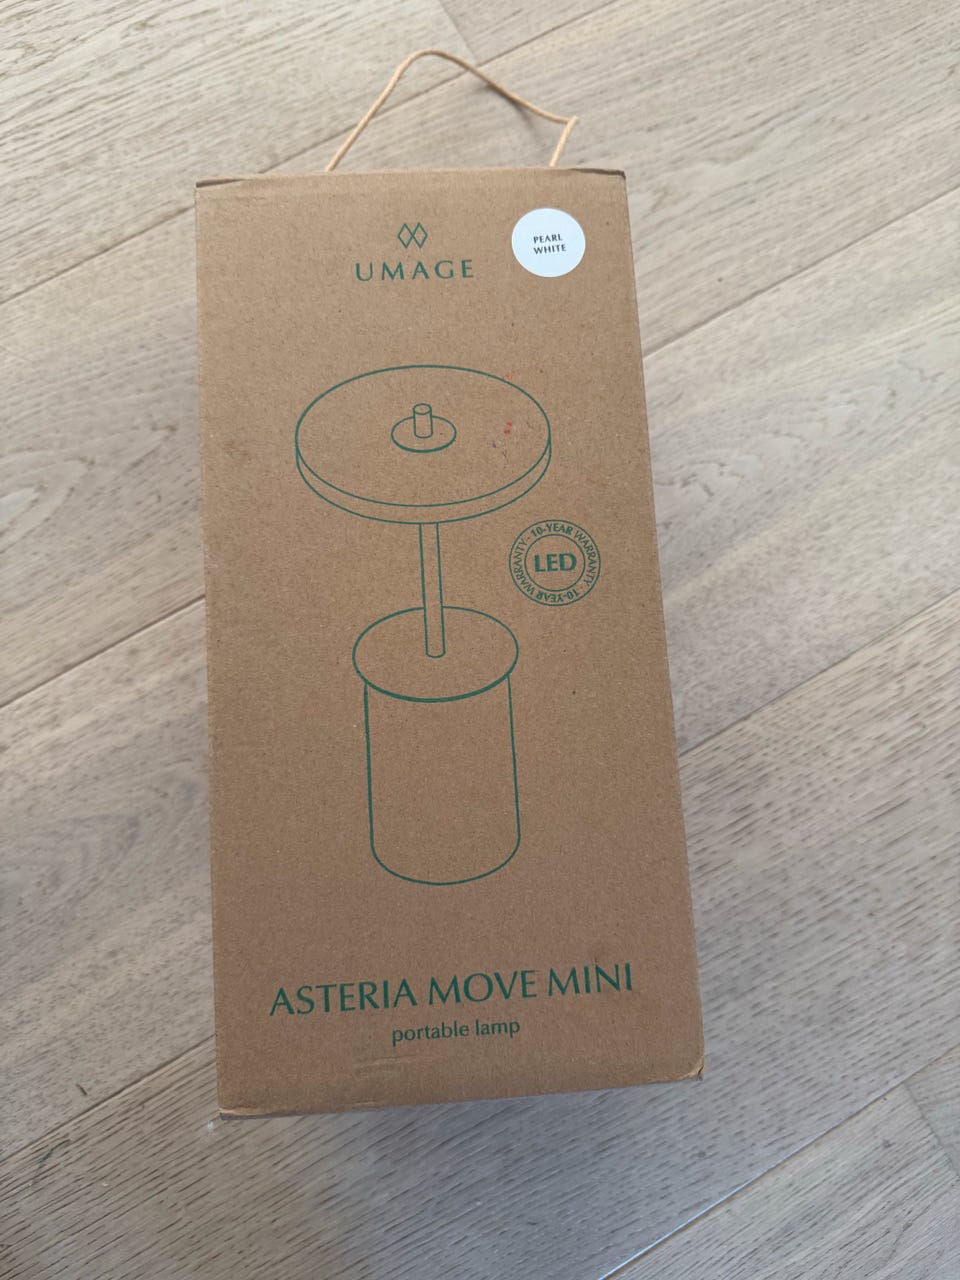 UMAGE
PEARL
WHITE
10-YEAR WARRANTY · 10-YEAR WARRANTY ·
LED
ASTERIA MOVE MINI
portable lamp